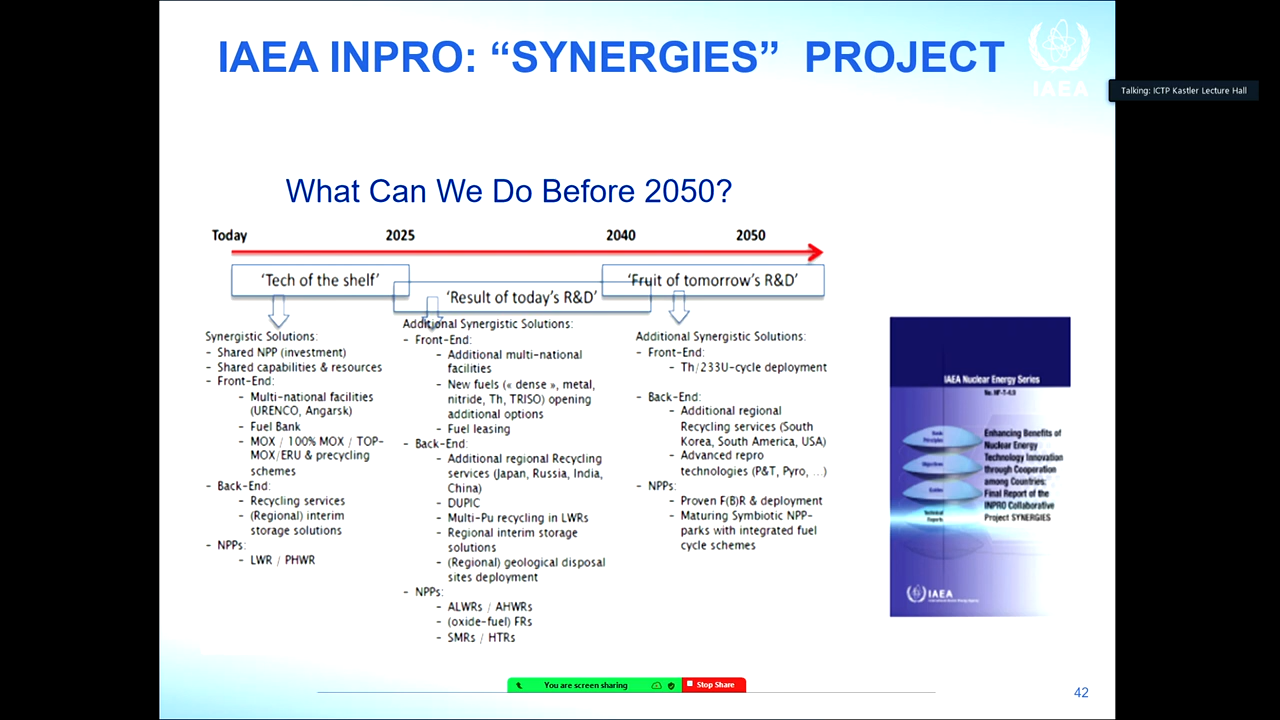 IAEA INPRO: “SYNERGIES” PROJECT
IAEA
Talking: ICTP Kastler Lecture Hall
What Can We Do Before 2050?
Today 2025 2040 2050
‘Tech of the shelf’
‘Result of today’s R&D’
‘Fruit of tomorrow’s R&D’
Synergistic Solutions:
- Shared NPP (investment)
- Shared capabilities & resources
- Front-End:
- Multi-national facilities
(URENCO, Angarsk)
- Fuel Bank
- MOX / 100% MOX / TOP-
MOX/ERU & precycling
schemes
- Back-End:
- Recycling services
- (Regional) interim
storage solutions
- NPPs:
- LWR / PHWR
Additional Synergistic Solutions:
- Front-End:
- Additional multi-national
facilities
- New fuels (« dense », metal,
nitride, Th, TRISO) opening
additional options
- Fuel leasing
- Back-End:
- Additional regional Recycling
services (Japan, Russia, India,
China)
- DUPIC
- Multi-Pu recycling in LWRs
- Regional interim storage
solutions
- (Regional) geological disposal
sites deployment
- NPPs:
- ALWRs / AHWRs
- (oxide-fuel) FRs
- SMRs / HTRs
Additional Synergistic Solutions:
- Front-End:
- Th/233U-cycle deployment
- Back-End:
- Additional regional
Recycling services (South
Korea, South America, USA)
- Advanced repro
technologies (P&T, Pyro, ...)
- NPPs:
- Proven F(B)R & deployment
- Maturing Symbiotic NPP-
parks with integrated fuel
cycle schemes
IAEA Nuclear Energy Series
No. NF-T-4.9
Basic
Principles
Objectives
Guides
Technical
Reports
Enhancing Benefits of
Nuclear Energy
Technology Innovation
through Cooperation
among Countries:
Final Report of the
INPRO Collaborative
Project SYNERGIES
IAEA
You are screen sharing
Stop Share
42